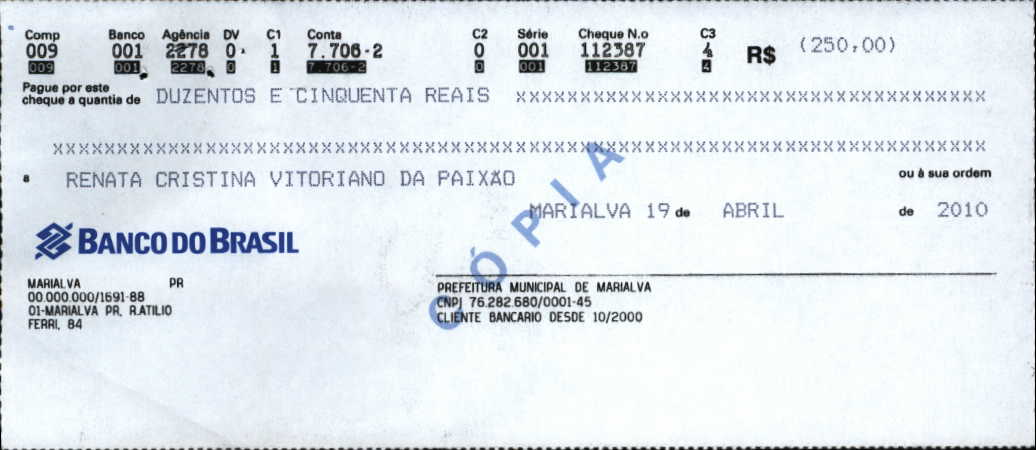 Comp Banco Agência DV C1 Conta C2 Série Cheque N.o C3
009 001 2278 0 1 7.706-2 0 001 112387 4 R$ (250,00)
009 001 2278 0 1 7.706-2 0 001 112387 4
Pague por este
cheque a quantia de DUZENTOS E CINQUENTA REAIS XXXXXXXXXXXXXXXXXXXXXXXXXXXXXXXXXXXXX
XXXXXXXXXXXXXXXXXXXXXXXXXXXXXXXXXXXXXXXXXXXXXXXXXXXXXXXXXXXXXXXXXXXXXXXXX
a RENATA CRISTINA VITORIANO DA PAIXÃO ou à sua ordem
MARIALVA 19 de ABRIL de 2010
BANCO DO BRASIL
CÓPIA
MARIALVA PR
00.000.000/1691-88
01-MARIALVA PR, R.ATILIO
FERRI, 84
PREFEITURA MUNICIPAL DE MARIALVA
CNPJ 76.282.680/0001-45
CLIENTE BANCARIO DESDE 10/2000